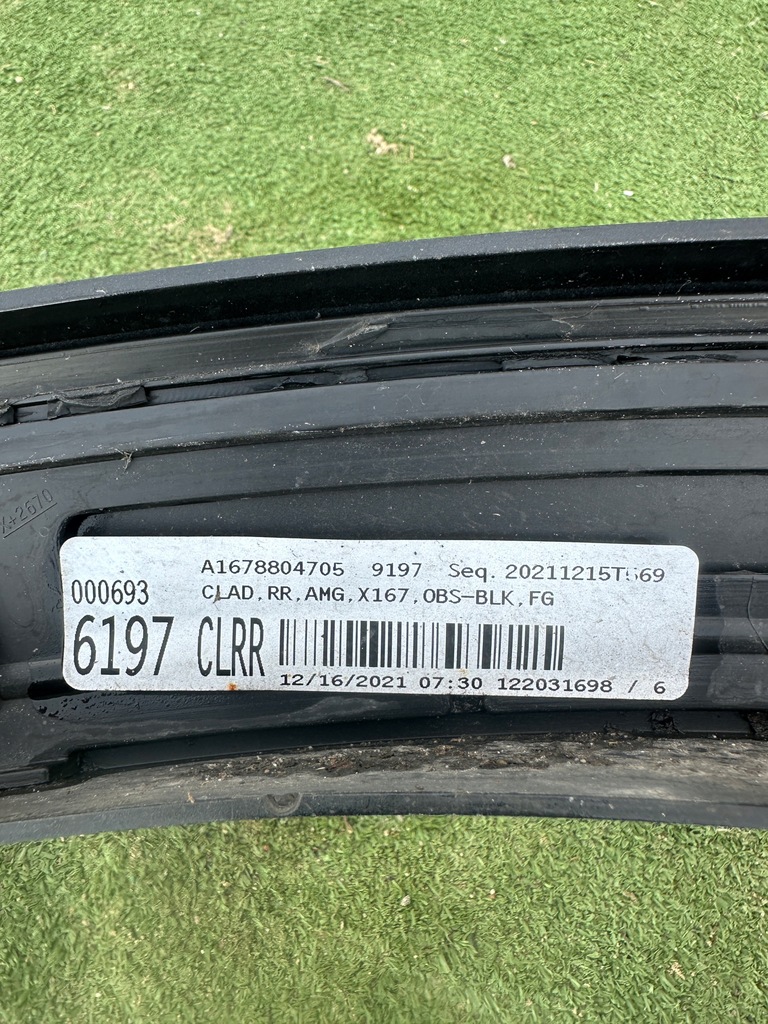 X+2670
A1678804705 9197 Seq. 20211215T569
000693 CLAD,RR,AMG,X167,OBS-BLK,FG
6197 CLRR
12/16/2021 07:30 122031698 / 6